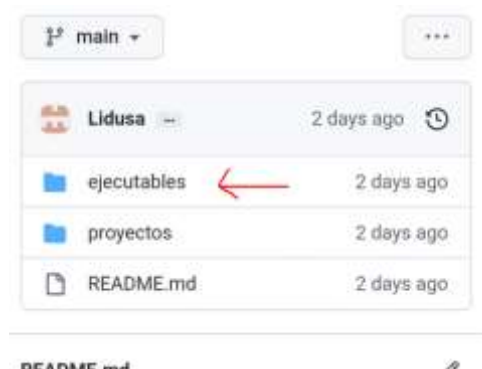 main
...
Lidusa ...
2 days ago
ejecutables
2 days ago
proyectos
2 days ago
README.md
2 days ago
README.md